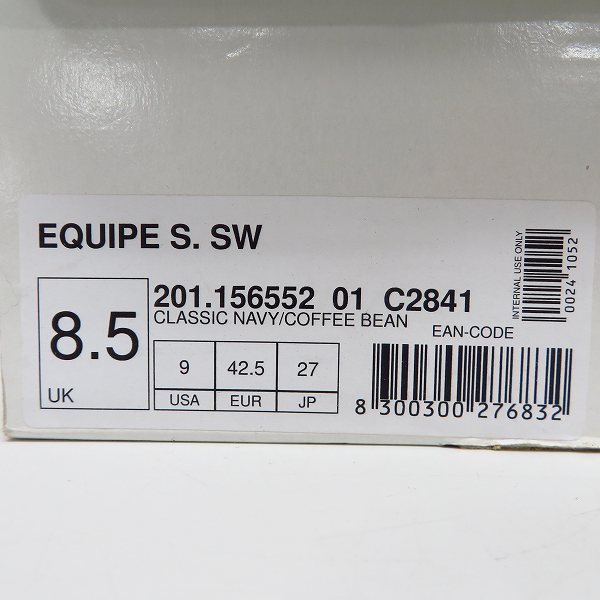 EQUIPE S. SW
8.5
UK
201.156552 01 C2841
CLASSIC NAVY/COFFEE BEAN
9 42.5 27
USA EUR JP
EAN-CODE
8 300300 276832
INTERNAL USE ONLY
00241052